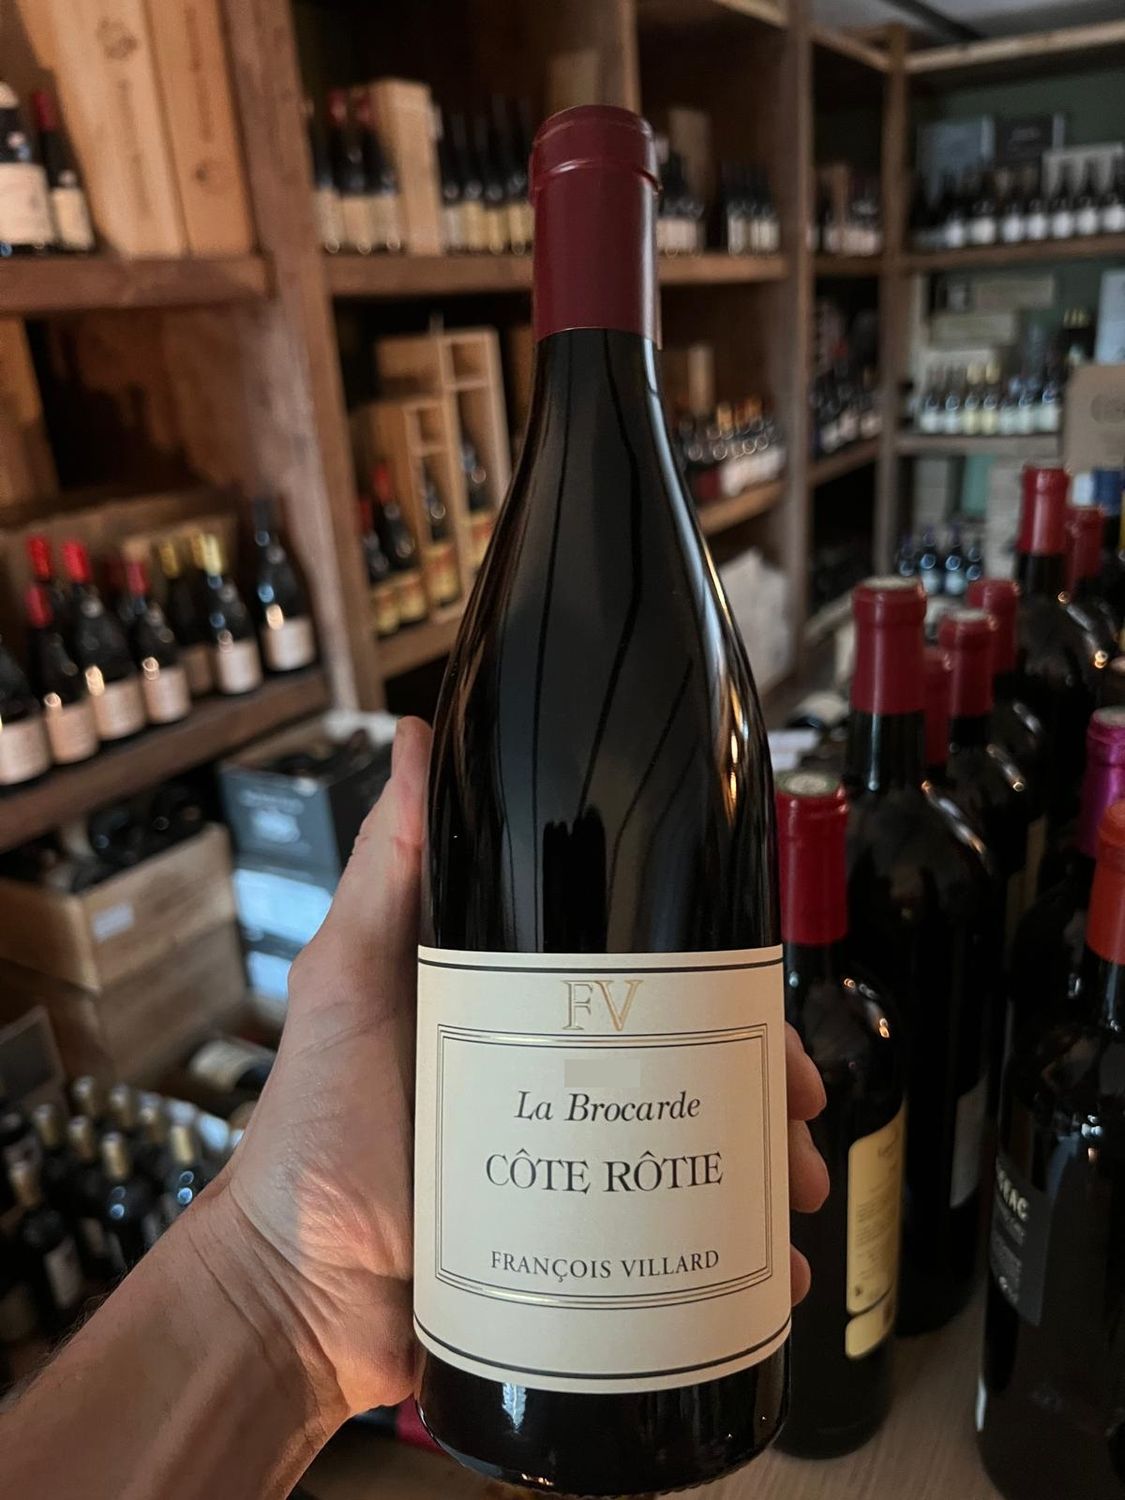 FV
La Brocarde
CÔTE RÔTIE
FRANÇOIS VILLARD